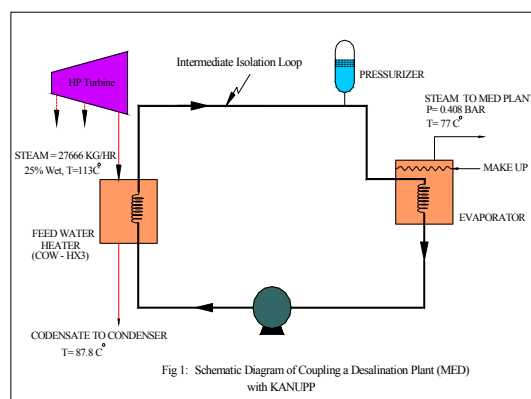 HP Turbine
Intermediate Isolation Loop
PRESSURIZER
STEAM TO MED PLANT
P= 0.408 BAR
T= 77 C°
STEAM = 27666 KG/HR
25% Wet, T=113C°
MAKE UP
EVAPORATOR
FEED WATER
HEATER
(COW - HX3)
CODENSATE TO CONDENSER
T= 87.8 C°
Fig 1: Schematic Diagram of Coupling a Desalination Plant (MED)
with KANUPP